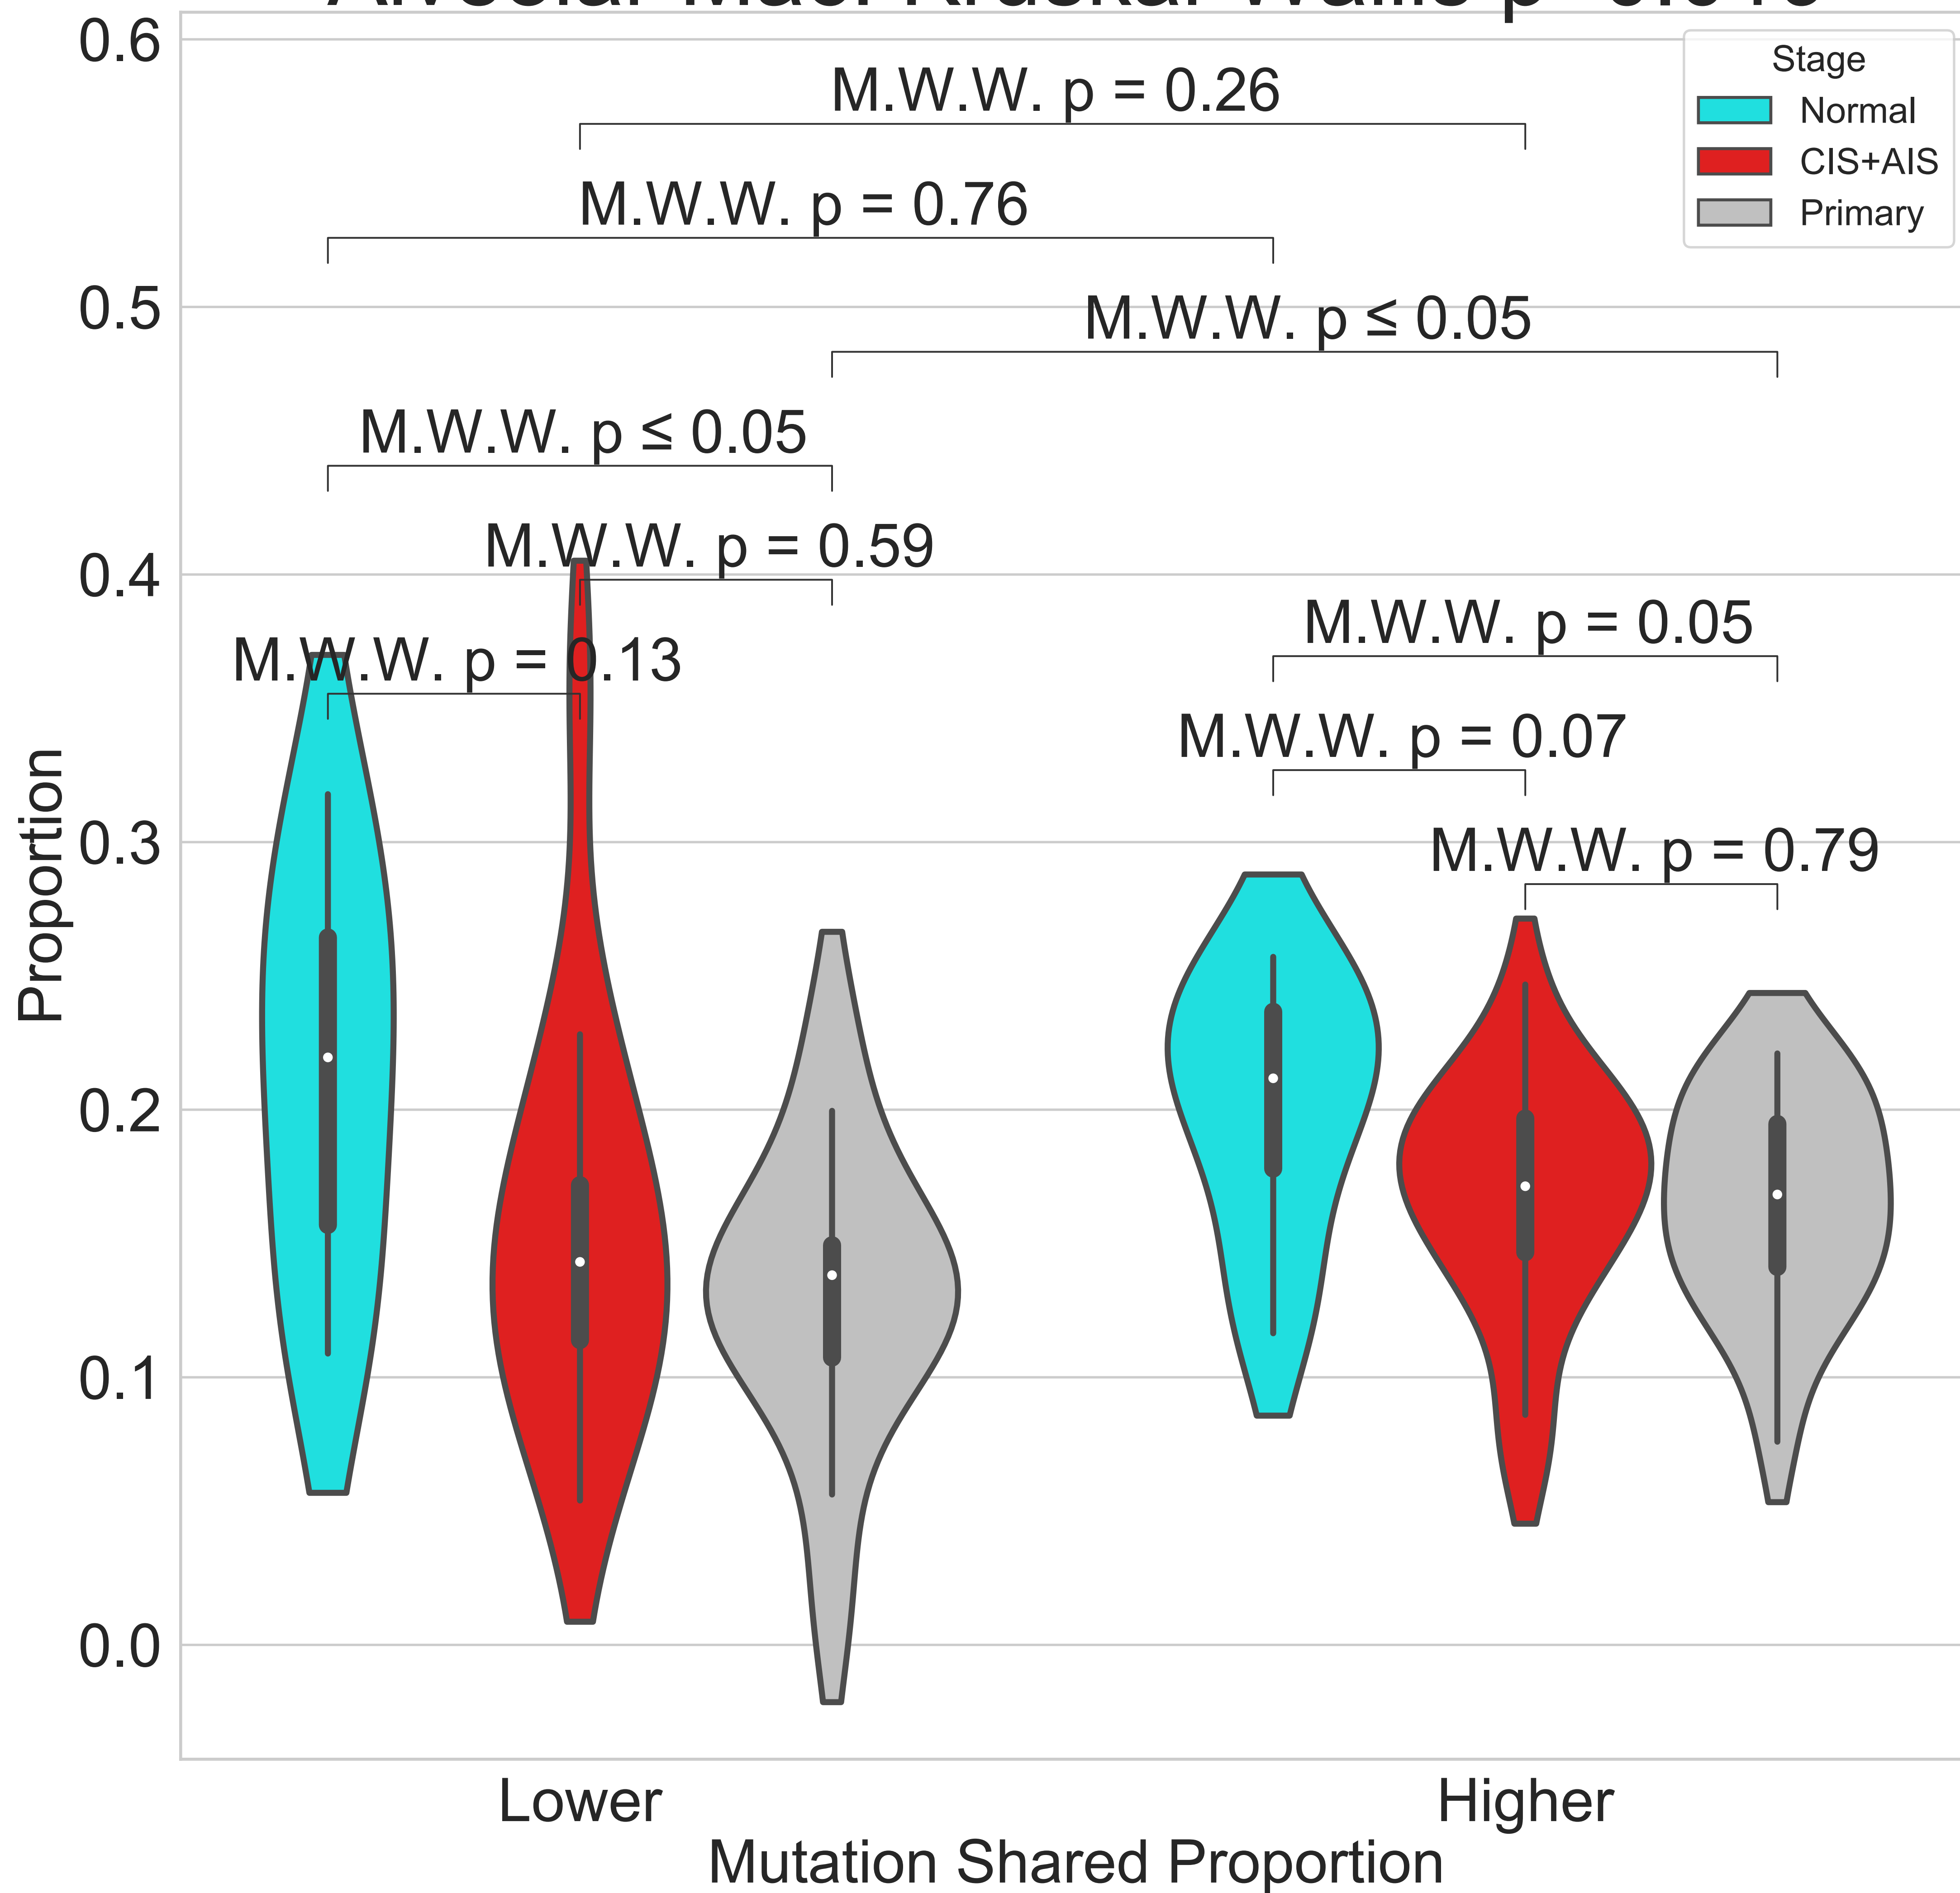 0.6
0.5
0.4
0.3
0.2
0.1
0.0
Proportion
Stage
Normal
CIS+AIS
Primary
M.W.W. p = 0.26
M.W.W. p = 0.76
M.W.W. p ≤ 0.05
M.W.W. p ≤ 0.05
M.W.W. p = 0.59
M.W.W. p = 0.13
M.W.W. p = 0.05
M.W.W. p = 0.07
M.W.W. p = 0.79
Lower
Higher
Mutation Shared Proportion